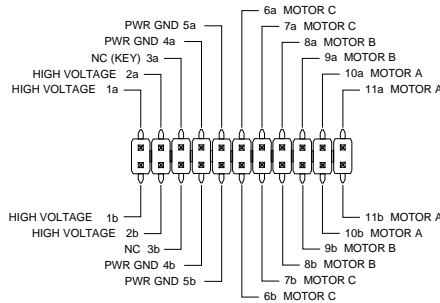 6a MOTOR C
PWR GND 5a
7a MOTOR C
PWR GND 4a
8a MOTOR B
NC (KEY) 3a
9a MOTOR B
HIGH VOLTAGE 2a
10a MOTOR A
HIGH VOLTAGE 1a
11a MOTOR A
HIGH VOLTAGE 1b
11b MOTOR A
HIGH VOLTAGE 2b
10b MOTOR A
NC 3b
9b MOTOR B
PWR GND 4b
8b MOTOR B
PWR GND 5b
7b MOTOR C
6b MOTOR C